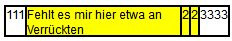 111 Fehlt es mir hier etwa an 2 2 3333
Verrückten